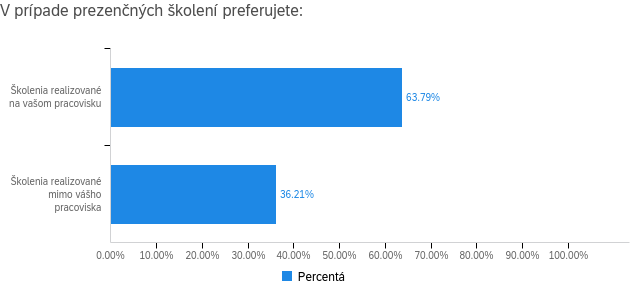 V prípade prezenčných školení preferujete:
Školenia realizované
na vašom pracovisku
63.79%
Školenia realizované
mimo vášho
pracoviska
36.21%
0.00% 10.00% 20.00% 30.00% 40.00% 50.00% 60.00% 70.00% 80.00% 90.00% 100.00%
Percentá